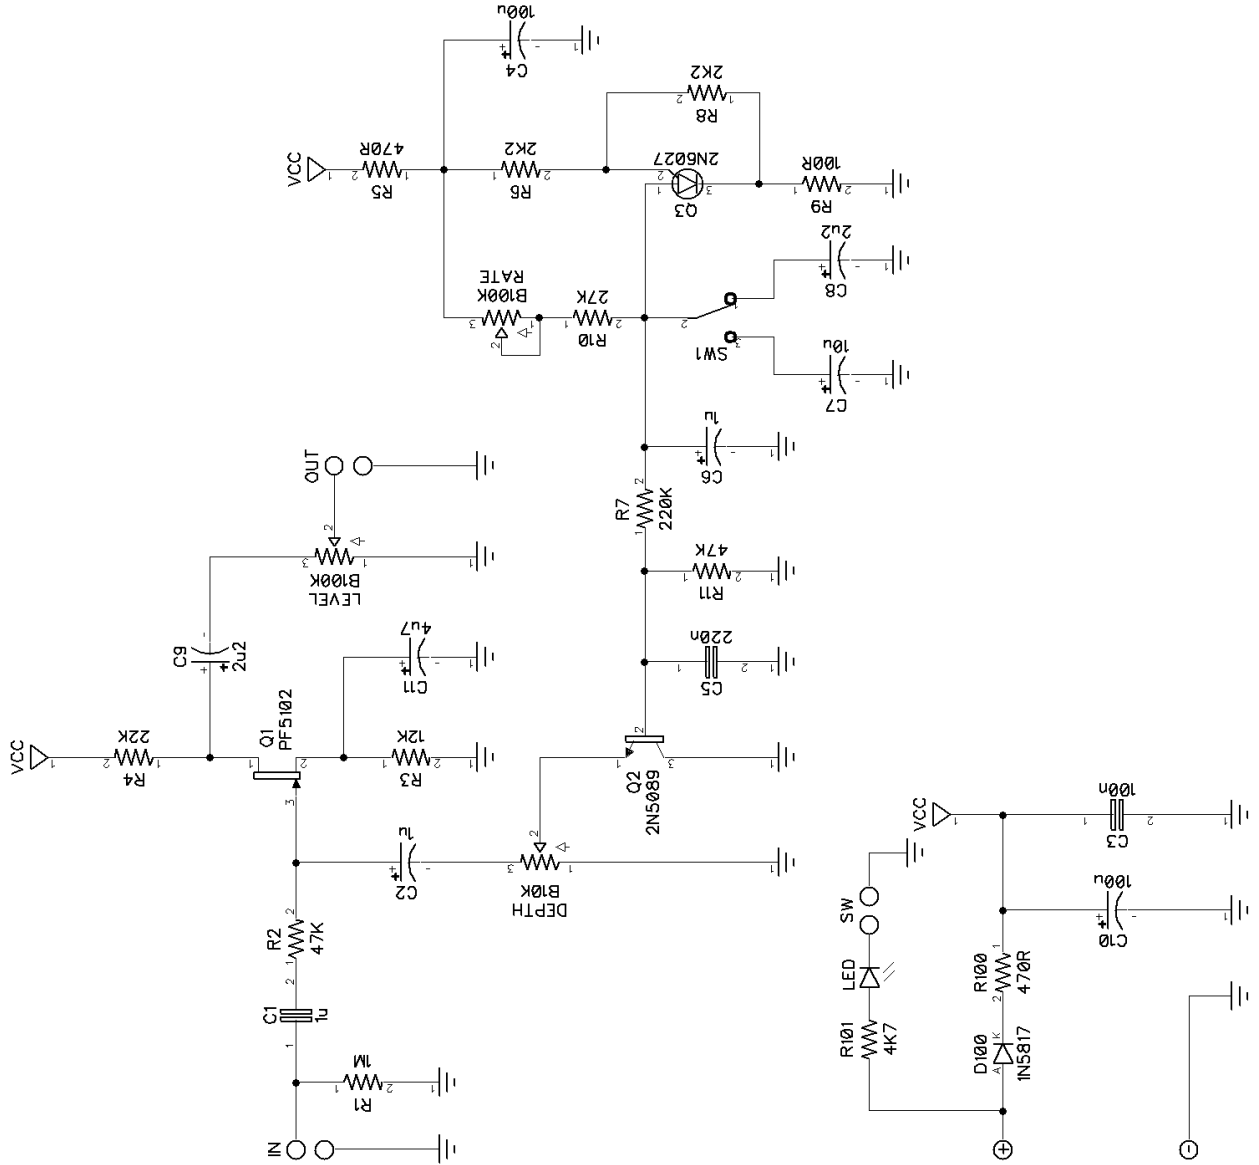 100u
C4
2K2
R8
VCC
470R
R5
2K2
R6
2N6027
Q3
100R
R9
2u2
C8
RATE
B100K
27K
R10
SW1
10u
C7
1u
C6
OUT
R7
220K
LEVEL
B100K
47K
R11
C9
2u2
4u7
C11
220n
C5
VCC
22K
R4
Q1
PF5102
12K
R3
Q2
2N5089
1u
C2
DEPTH
B10K
R2
47K
C1
1u
1M
R1
IN
VCC
100n
C3
SW
100u
C10
LED
R100
470R
R101
4K7
D100
1N5817
A
K
+
-